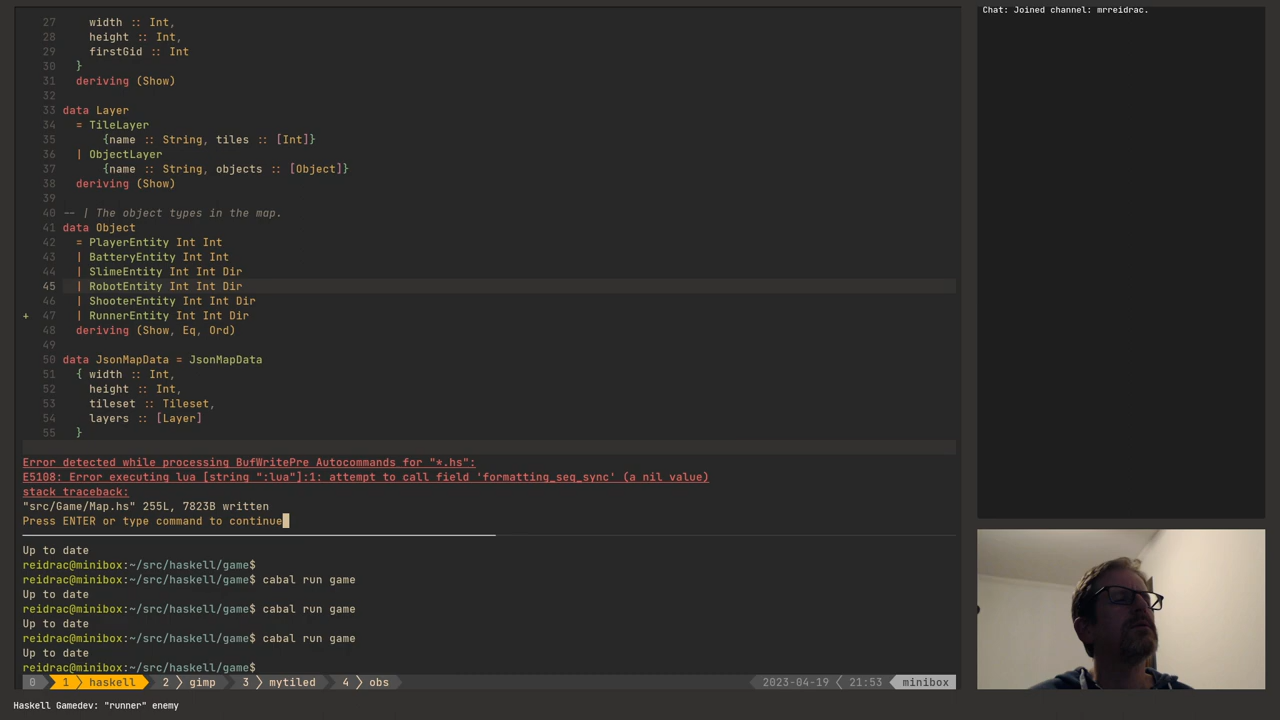 Chat: Joined channel: mrreidrac.
27 width :: Int,
28 height :: Int,
29 firstGid :: Int
30 }
31 deriving (Show)
32
33 data Layer
34 = TileLayer
35 {name :: String, tiles :: [Int]}
36 | ObjectLayer
37 {name :: String, objects :: [Object]}
38 deriving (Show)
39
40 -- | The object types in the map.
41 data Object
42 = PlayerEntity Int Int
43 | BatteryEntity Int Int
44 | SlimeEntity Int Int Dir
45 | RobotEntity Int Int Dir
46 | ShooterEntity Int Int Dir
+ 47 | RunnerEntity Int Int Dir
48 deriving (Show, Eq, Ord)
49
50 data JsonMapData = JsonMapData
51 { width :: Int,
52 height :: Int,
53 tileset :: Tileset,
54 layers :: [Layer]
55 }
Error detected while processing BufWritePre Autocommands for "*.hs":
E5108: Error executing lua [string ":lua"]:1: attempt to call field 'formatting_seq_sync' (a nil value)
stack traceback:
"src/Game/Map.hs" 255L, 7823B written
Press ENTER or type command to continue
Up to date
reidrac@minibox:~/src/haskell/game$
reidrac@minibox:~/src/haskell/game$ cabal run game
Up to date
reidrac@minibox:~/src/haskell/game$ cabal run game
Up to date
reidrac@minibox:~/src/haskell/game$ cabal run game
Up to date
reidrac@minibox:~/src/haskell/game$
0 1 haskell 2 gimp 3 mytiled 4 obs 2023-04-19 21:53 minibox
Haskell Gamedev: "runner" enemy